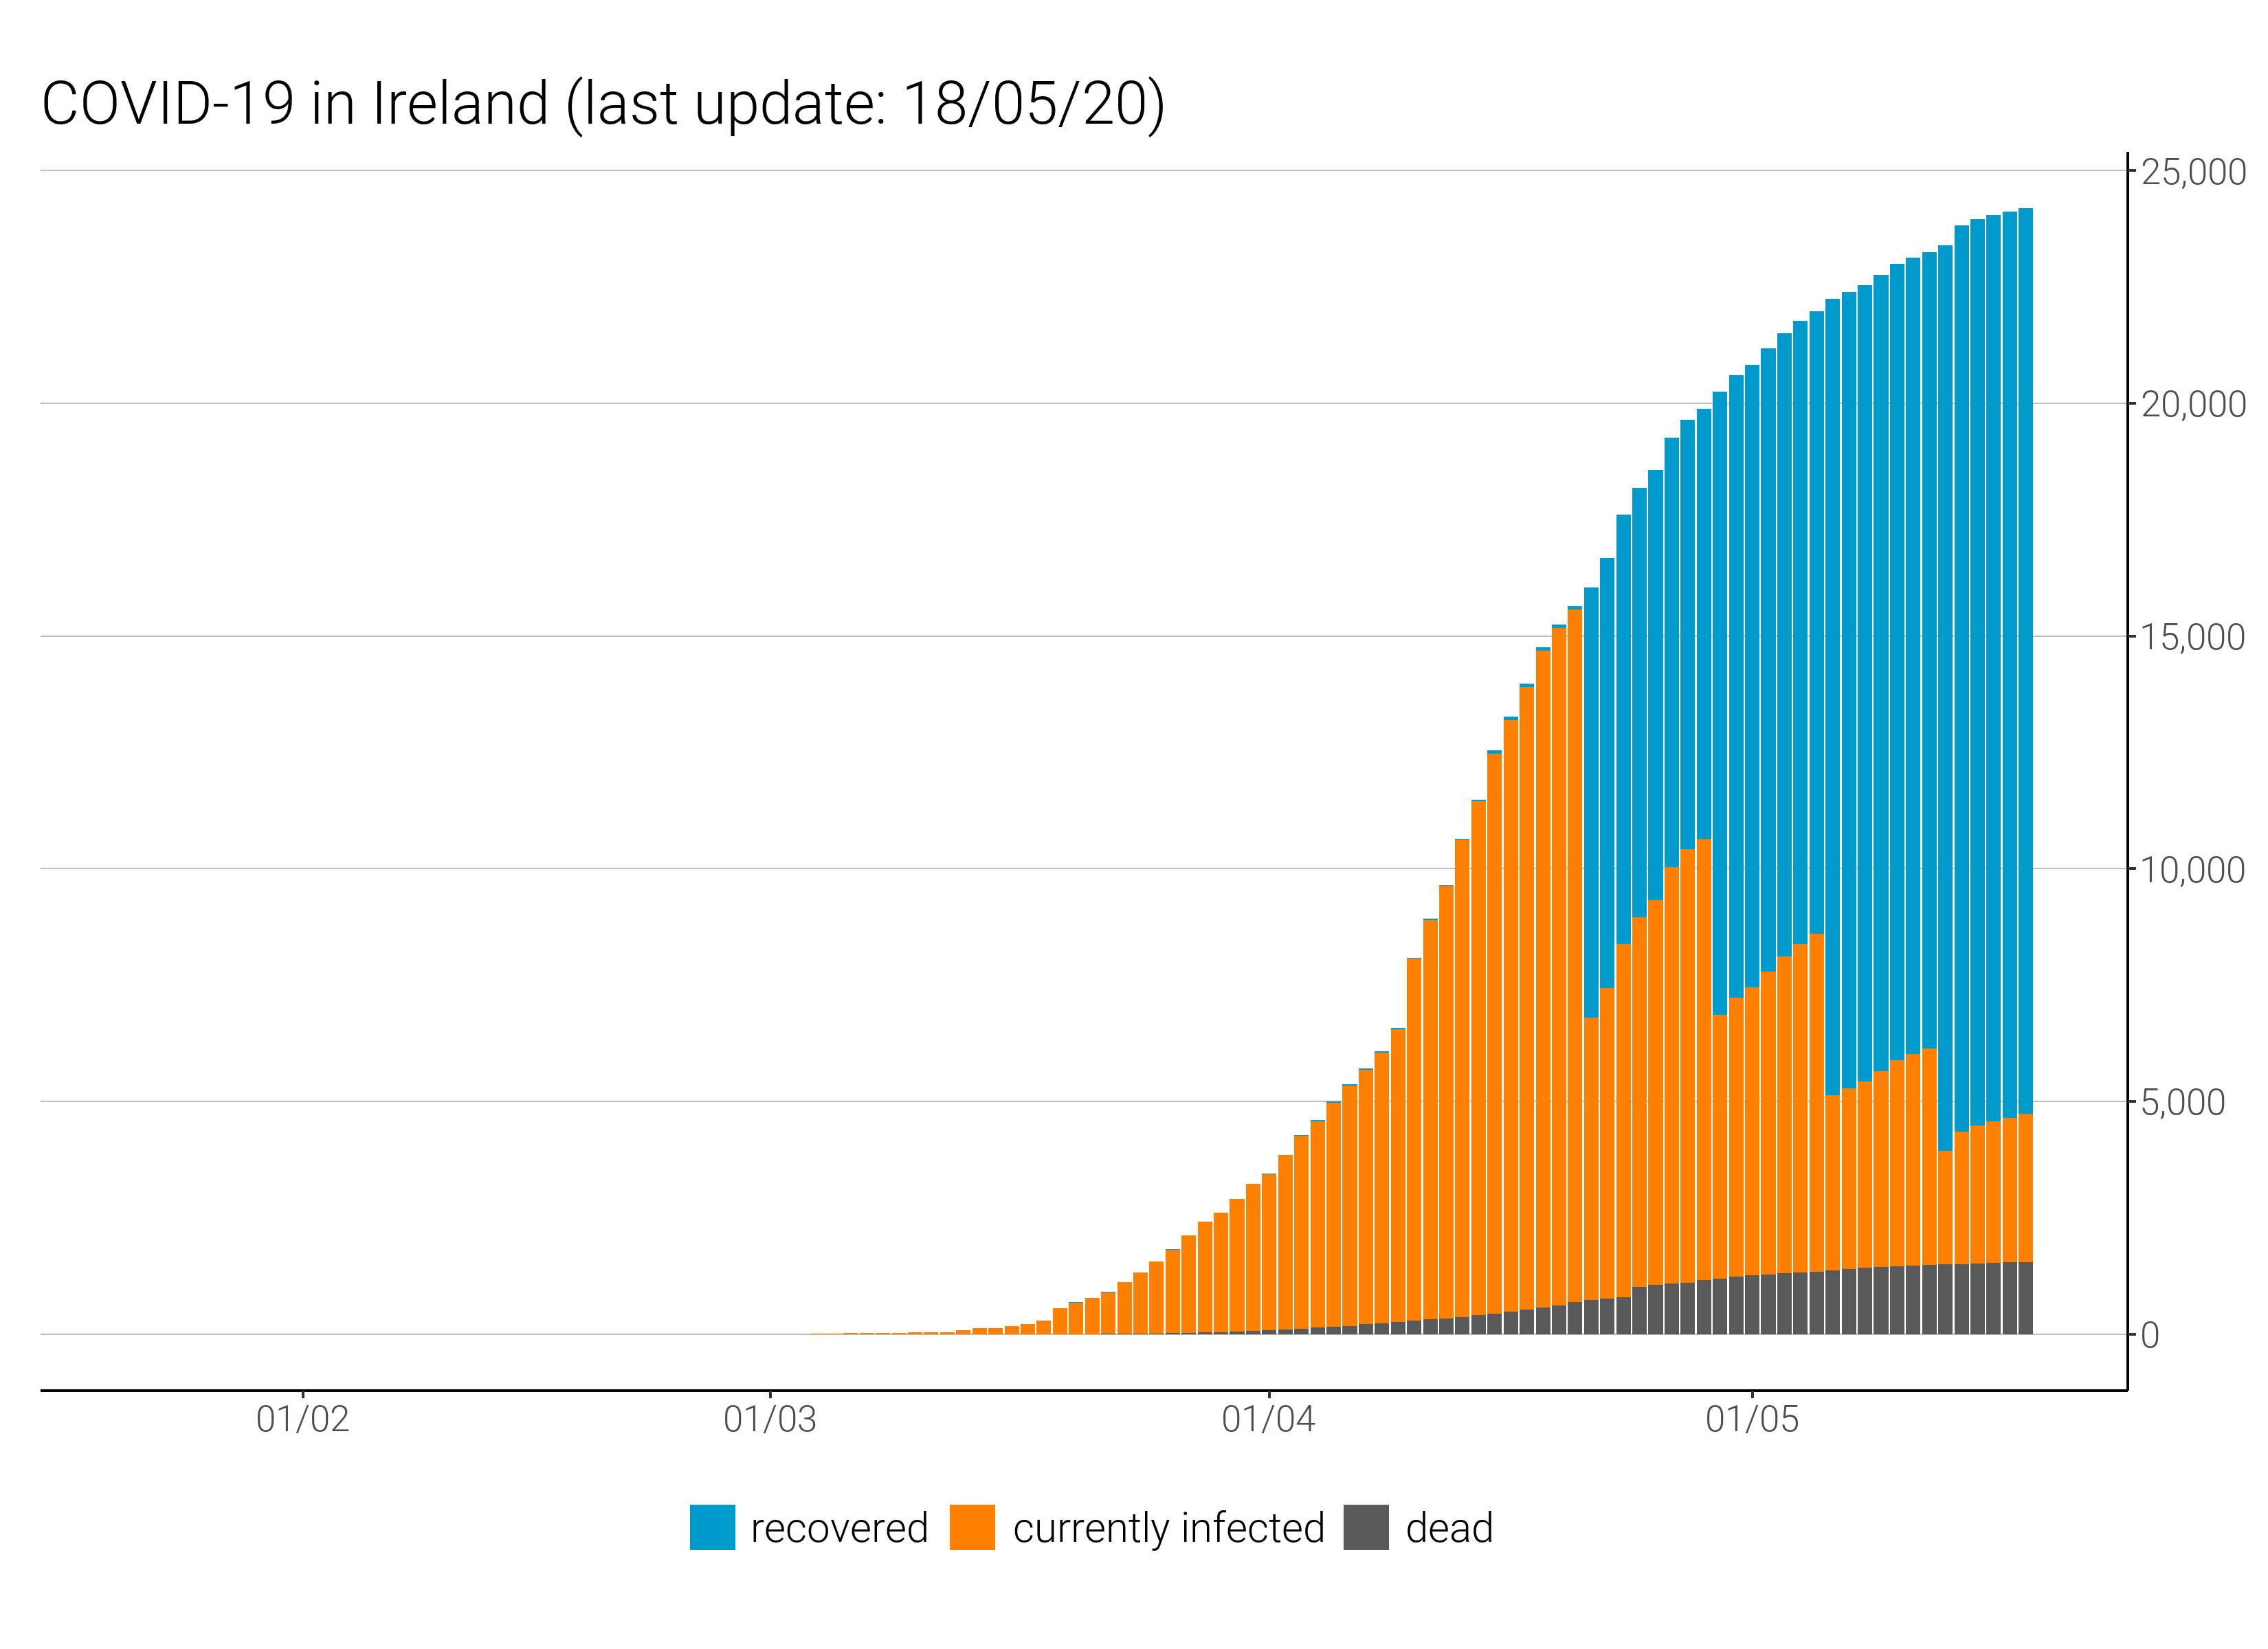 COVID-19 in Ireland (last update: 18/05/20)
25,000
20,000
15,000
10,000
5,000
0
01/02 01/03 01/04 01/05
recovered currently infected dead